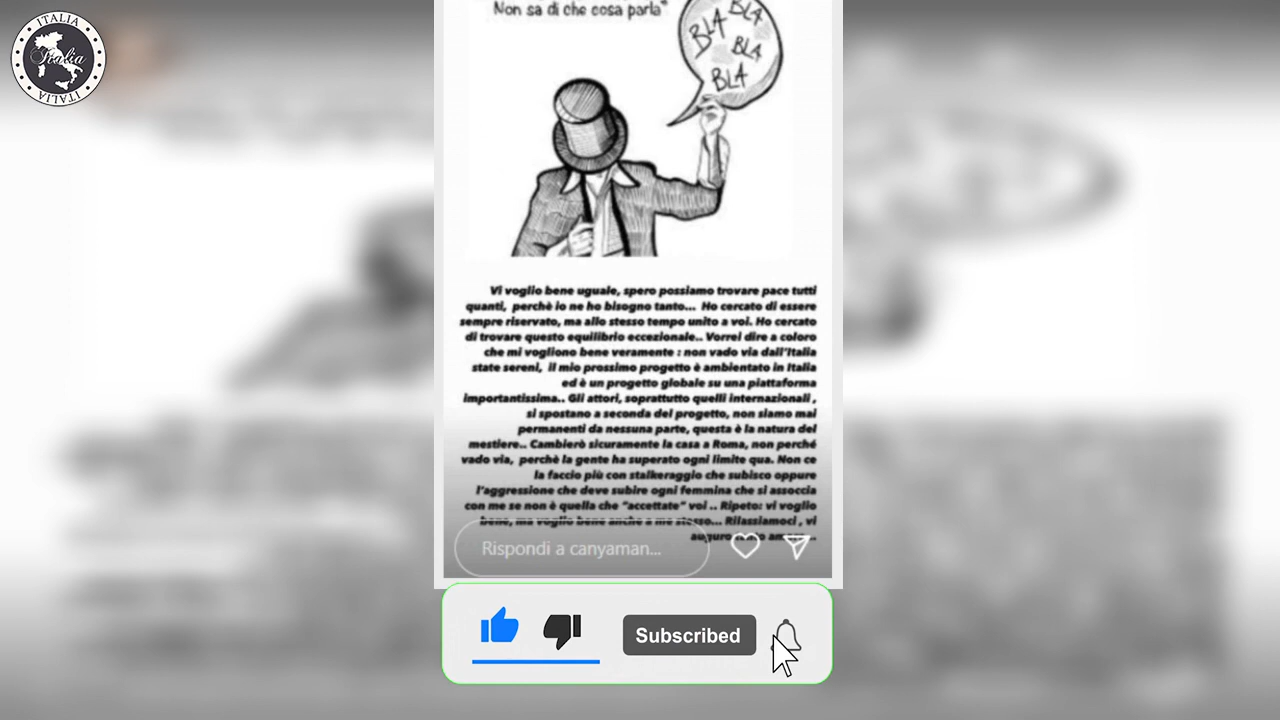 ITALIA
Italia
ITALIA
Non sa di che cosa parla"
BLA
BLA
BLA
BLA
Vi voglio bene uguale, spero possiamo trovare pace tutti
quanti, perchè io ne ho bisogno tanto... Ho cercato di essere
sempre riservato, ma allo stesso tempo unito a voi. Ho cercato
di trovare questo equilibrio eccezionale.. Vorrei dire a coloro
che mi vogliono bene veramente : non vado via dall'Italia
state sereni, il mio prossimo progetto è ambientato in Italia
ed è un progetto globale su una piattaforma
importantissima.. Gli attori, soprattutto quelli internazionali ,
si spostano a seconda del progetto, non siamo mai
permanenti da nessuna parte, questa è la natura del
mestiere.. Cambierò sicuramente la casa a Roma, non perché
vado via, perchè la gente ha superato ogni limite qua. Non ce
la faccio più con stalkeraggio che subisco oppure
l'aggressione che deve subire ogni femmina che si associa
con me se non è quella che "accettate" voi .. Ripeto: vi voglio
bene, ma voglio bene anche a me stesso... Rilassiamoci , vi
auguro
Rispondi a canyaman...
Subscribed